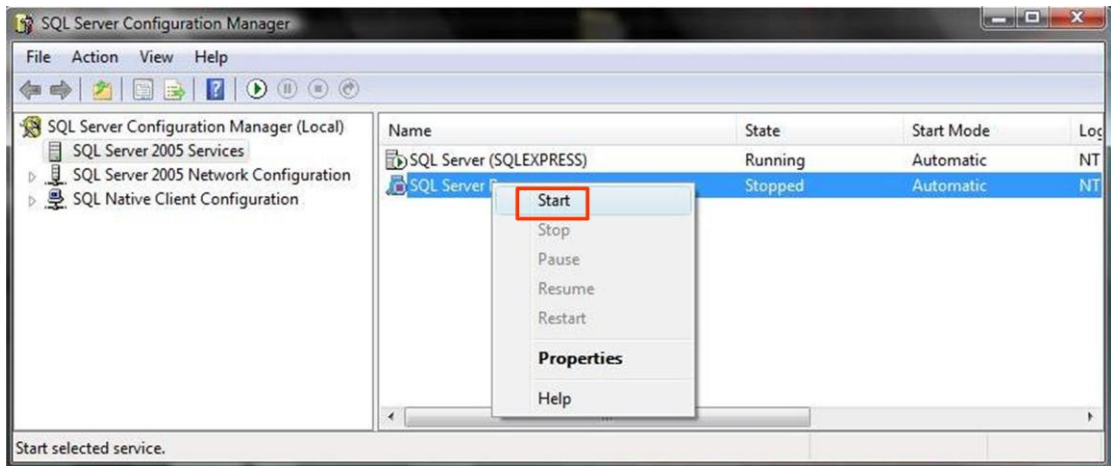 SQL Server Configuration Manager
File Action View Help
SQL Server Configuration Manager (Local)
SQL Server 2005 Services
SQL Server 2005 Network Configuration
SQL Native Client Configuration
Name State Start Mode Log
SQL Server (SQLEXPRESS) Running Automatic NT
SQL Server Stopped Automatic NT
Start
Stop
Pause
Resume
Restart
Properties
Help
Start selected service.